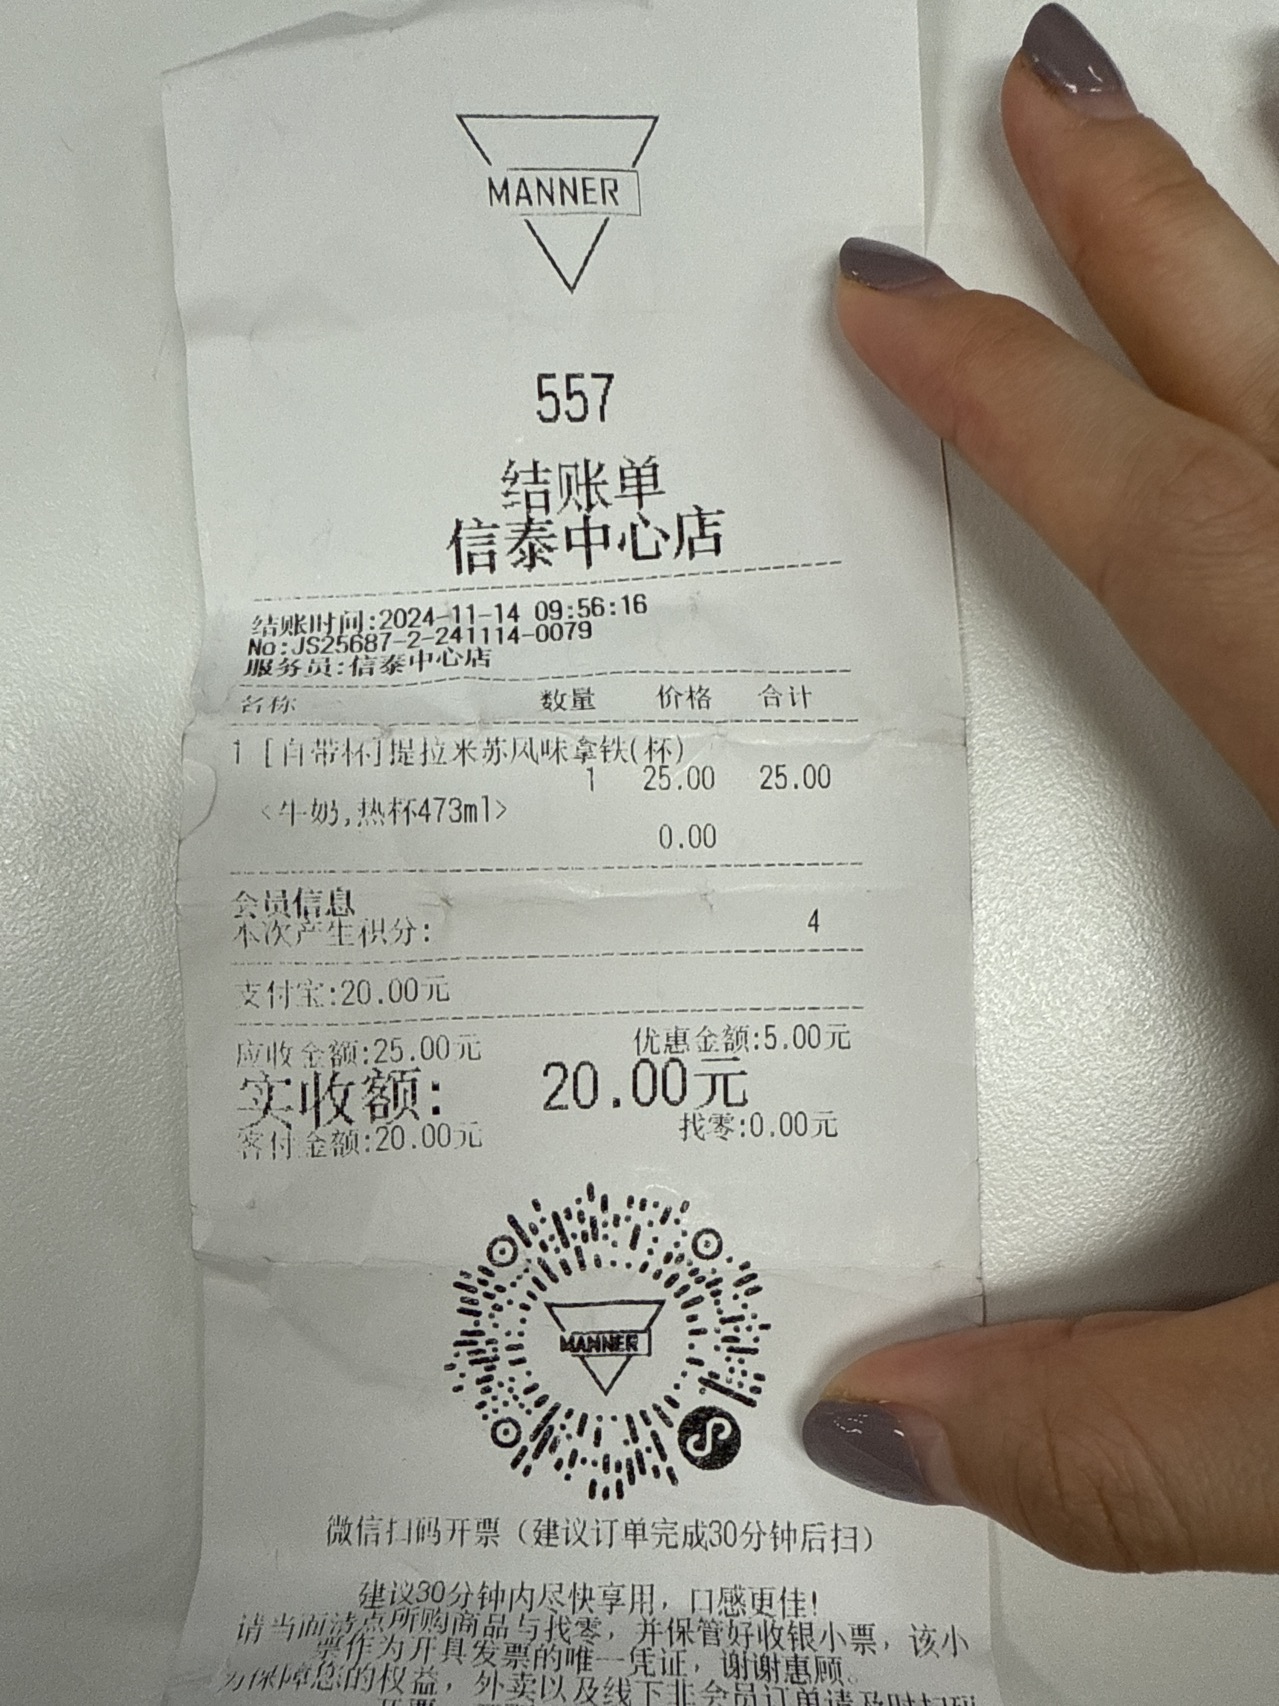 MANNER
557
结账单
信泰中心店
结账时间:2024-11-14 09:56:16
No:JS25687-2-241114-0079
服务员:信泰中心店
名称 数量 价格 合计
1 [自带杯]提拉米苏风味拿铁(杯)
1 25.00 25.00
<牛奶,热杯473ml>
0.00
会员信息
本次产生积分: 4
支付宝:20.00元
应收金额:25.00元 优惠金额:5.00元
实收额: 20.00元
客付金额:20.00元 找零:0.00元
MANNER
微信扫码开票（建议订单完成30分钟后扫）
建议30分钟内尽快享用，口感更佳!
请当面清点所购商品与找零，并保管好收银小票，该小
票作为开具发票的唯一凭证，谢谢惠顾。
为保障您的权益，外卖以及线下非会员订单请及时扫码
开票